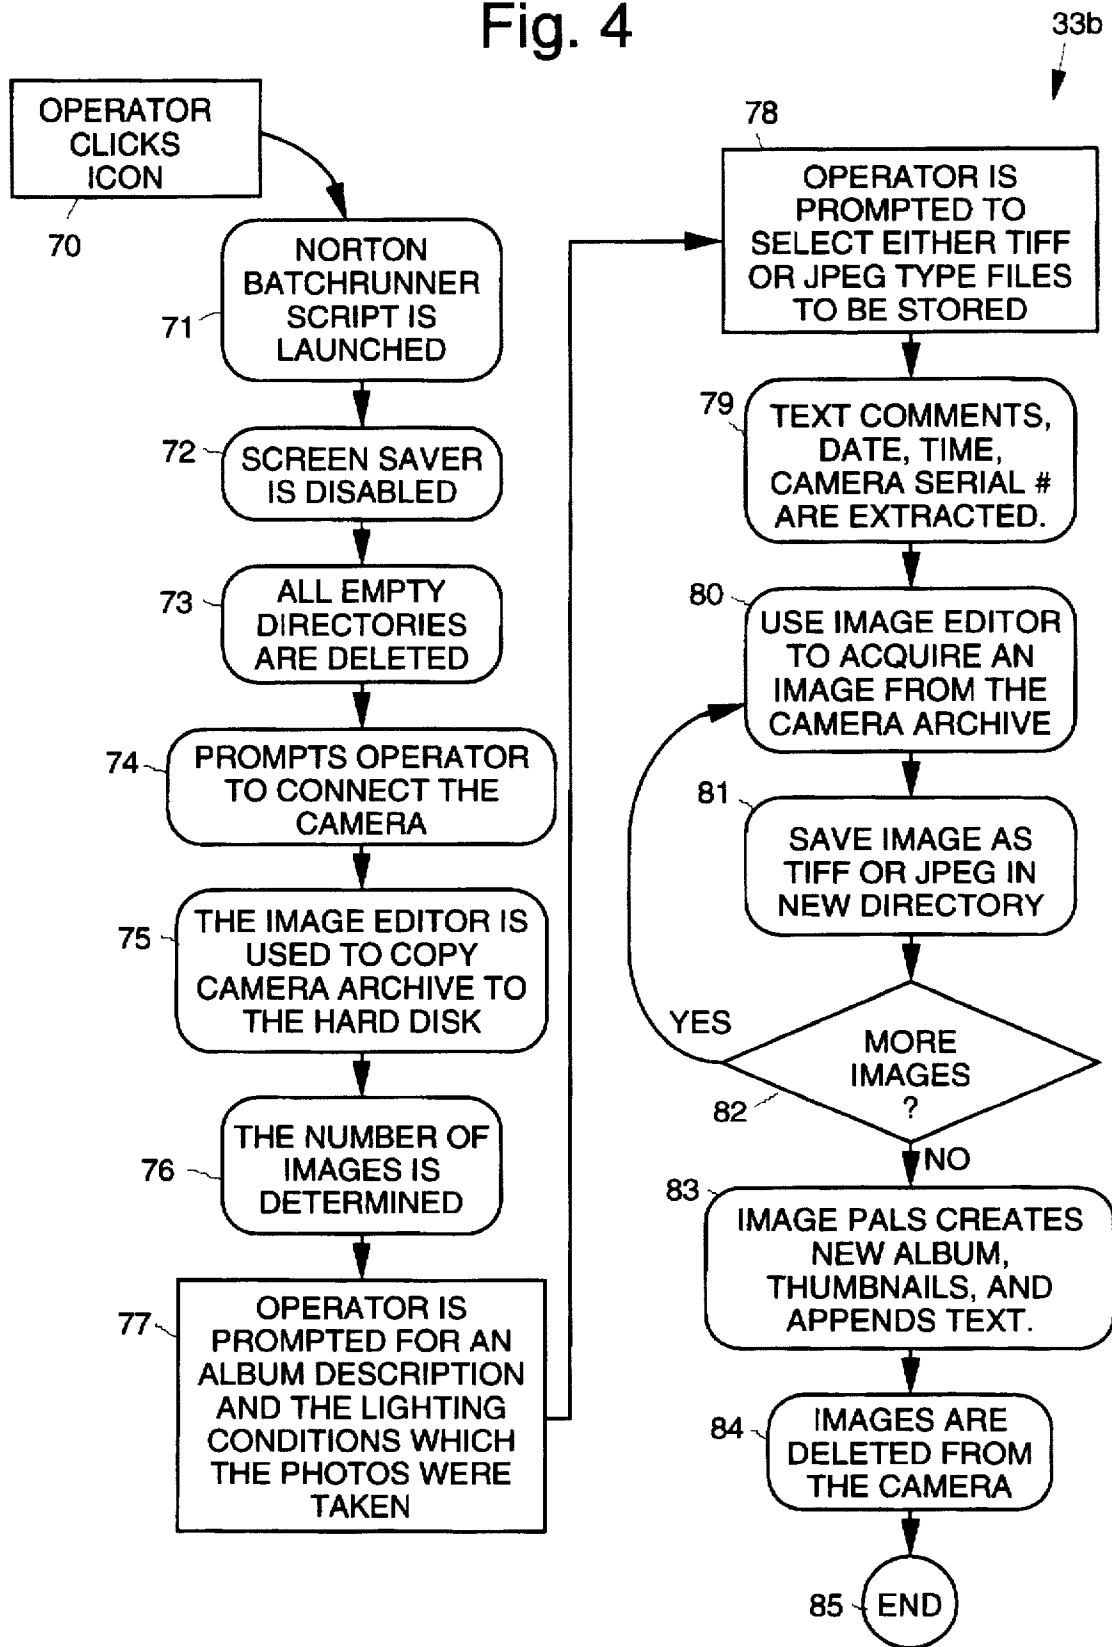 Fig. 4
33b
OPERATOR
CLICKS
ICON
70
NORTON
BATCHRUNNER
SCRIPT IS
LAUNCHED
71
72
SCREEN SAVER
IS DISABLED
73
ALL EMPTY
DIRECTORIES
ARE DELETED
74
PROMPTS OPERATOR
TO CONNECT THE
CAMERA
75
THE IMAGE EDITOR IS
USED TO COPY
CAMERA ARCHIVE TO
THE HARD DISK
76
THE NUMBER OF
IMAGES IS
DETERMINED
77
OPERATOR IS
PROMPTED FOR AN
ALBUM DESCRIPTION
AND THE LIGHTING
CONDITIONS WHICH
THE PHOTOS WERE
TAKEN
78
OPERATOR IS
PROMPTED TO
SELECT EITHER TIFF
OR JPEG TYPE FILES
TO BE STORED
79
TEXT COMMENTS,
DATE, TIME,
CAMERA SERIAL #
ARE EXTRACTED.
80
USE IMAGE EDITOR
TO ACQUIRE AN
IMAGE FROM THE
CAMERA ARCHIVE
81
SAVE IMAGE AS
TIFF OR JPEG IN
NEW DIRECTORY
YES
MORE
IMAGES
?
82
NO
83
IMAGE PALS CREATES
NEW ALBUM,
THUMBNAILS, AND
APPENDS TEXT.
84
IMAGES ARE
DELETED FROM
THE CAMERA
85
END